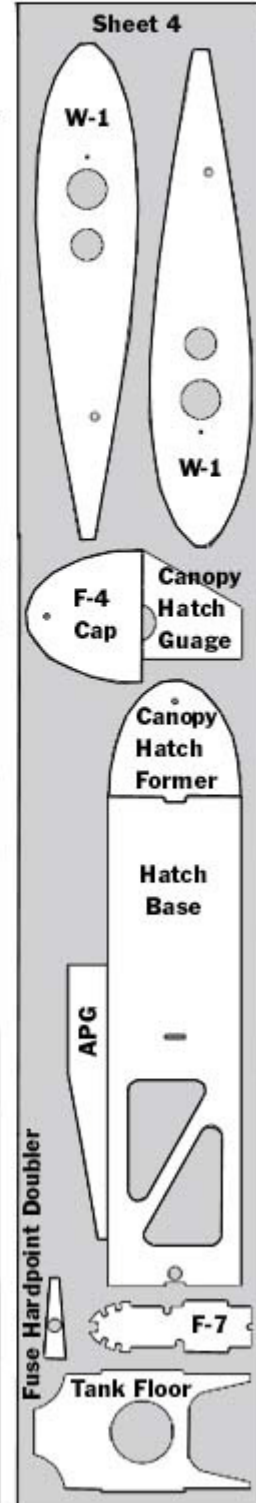 Sheet 4
W-1
W-1
F-4
Cap
Canopy
Hatch
Guage
Canopy
Hatch
Former
Hatch
Base
APG
Fuse Hardpoint Doubler
F-7
Tank Floor